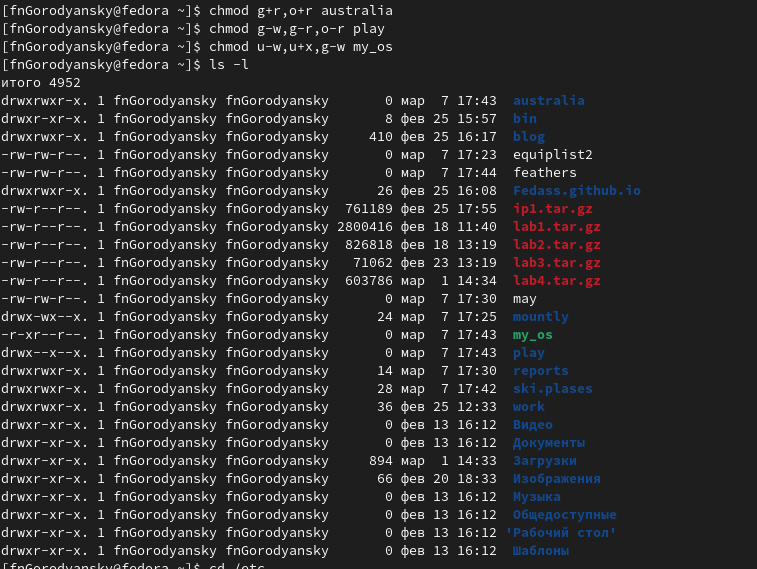 [fnGorodyansky@fedora ~]$ chmod g+r,o+r australia
[fnGorodyansky@fedora ~]$ chmod g-w,g-r,o-r play
[fnGorodyansky@fedora ~]$ chmod u-w,u+x,g-w my_os
[fnGorodyansky@fedora ~]$ ls -l
итого 4952
drwxrwxr-x. 1 fnGorodyansky fnGorodyansky       0 мар  7 17:43  australia
drwxr-xr-x. 1 fnGorodyansky fnGorodyansky       8 фев 25 15:57  bin
drwxrwxr-x. 1 fnGorodyansky fnGorodyansky     410 фев 25 16:17  blog
-rw-rw-r--. 1 fnGorodyansky fnGorodyansky       0 мар  7 17:23  equiplist2
-rw-rw-r--. 1 fnGorodyansky fnGorodyansky       0 мар  7 17:44  feathers
drwxrwxr-x. 1 fnGorodyansky fnGorodyansky      26 фев 25 16:08  Fedass.github.io
-rw-r--r--. 1 fnGorodyansky fnGorodyansky  761189 фев 25 17:55  ip1.tar.gz
-rw-r--r--. 1 fnGorodyansky fnGorodyansky 2800416 фев 18 11:40  lab1.tar.gz
-rw-r--r--. 1 fnGorodyansky fnGorodyansky  826818 фев 18 13:19  lab2.tar.gz
-rw-r--r--. 1 fnGorodyansky fnGorodyansky   71062 фев 23 13:19  lab3.tar.gz
-rw-r--r--. 1 fnGorodyansky fnGorodyansky  603786 мар  1 14:34  lab4.tar.gz
-rw-rw-r--. 1 fnGorodyansky fnGorodyansky       0 мар  7 17:30  may
drwx-wx--x. 1 fnGorodyansky fnGorodyansky      24 мар  7 17:25  mountly
-r-xr--r--. 1 fnGorodyansky fnGorodyansky       0 мар  7 17:43  my_os
drwx--x--x. 1 fnGorodyansky fnGorodyansky       0 мар  7 17:43  play
drwxrwxr-x. 1 fnGorodyansky fnGorodyansky      14 мар  7 17:30  reports
drwxrwxr-x. 1 fnGorodyansky fnGorodyansky      28 мар  7 17:42  ski.plases
drwxrwxr-x. 1 fnGorodyansky fnGorodyansky      36 фев 25 12:33  work
drwxr-xr-x. 1 fnGorodyansky fnGorodyansky       0 фев 13 16:12  Видео
drwxr-xr-x. 1 fnGorodyansky fnGorodyansky       0 фев 13 16:12  Документы
drwxr-xr-x. 1 fnGorodyansky fnGorodyansky     894 мар  1 14:33  Загрузки
drwxr-xr-x. 1 fnGorodyansky fnGorodyansky      66 фев 20 18:33  Изображения
drwxr-xr-x. 1 fnGorodyansky fnGorodyansky       0 фев 13 16:12  Музыка
drwxr-xr-x. 1 fnGorodyansky fnGorodyansky       0 фев 13 16:12  Общедоступные
drwxr-xr-x. 1 fnGorodyansky fnGorodyansky       0 фев 13 16:12 'Рабочий стол'
drwxr-xr-x. 1 fnGorodyansky fnGorodyansky       0 фев 13 16:12  Шаблоны
[fnGorodyansky@fedora ~]$ cd /etc